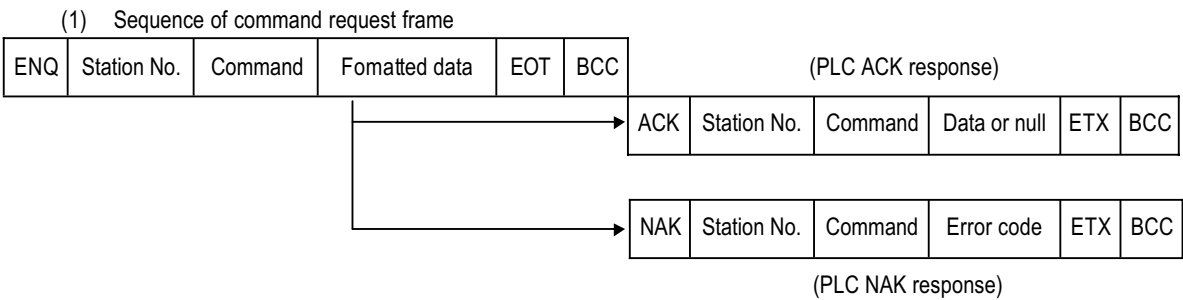 (1) Sequence of command request frame
ENQ Station No. Command Fomatted data EOT BCC
(PLC ACK response)
ACK Station No. Command Data or null ETX BCC
NAK Station No. Command Error code ETX BCC
(PLC NAK response)